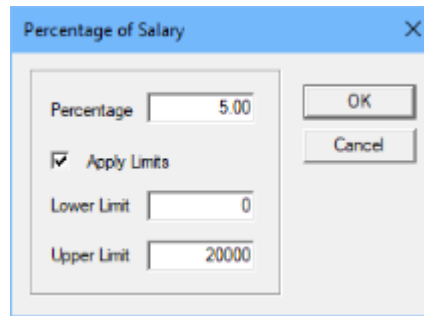 Percentage of Salary
Percentage 5.00
OK
Apply Limits
Cancel
Lower Limit 0
Upper Limit 20000